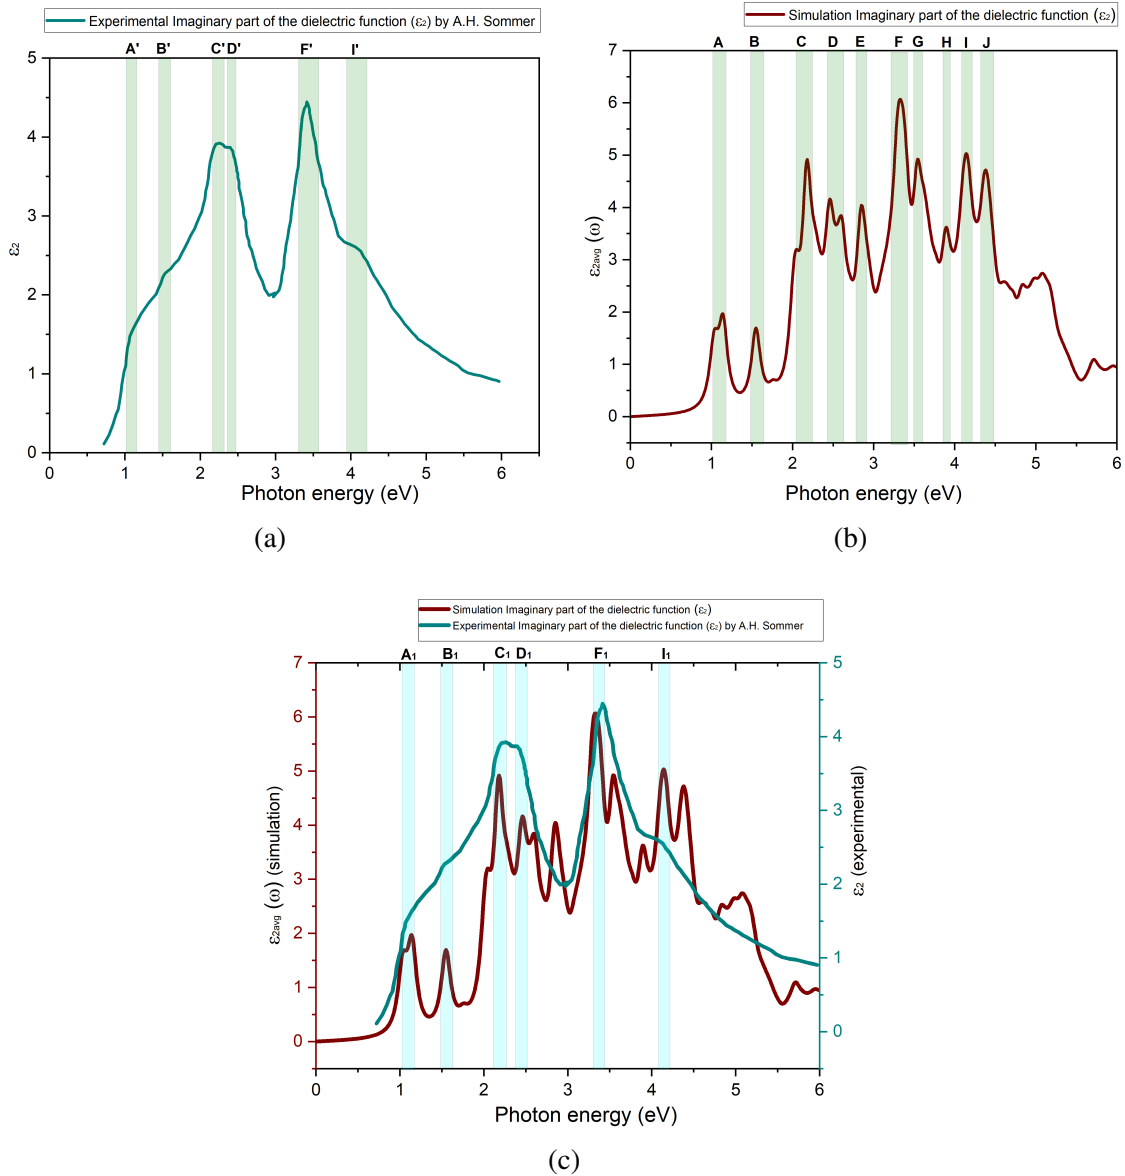 Experimental Imaginary part of the dielectric function (ε₂) by A.H. Sommer
A' B' C' D' F' I'
5
4
3
2
1
0
ε₂
0 1 2 3 4 5 6
Photon energy (eV)
(a)
Simulation Imaginary part of the dielectric function (ε₂)
A B C D E F G H I J
7
6
5
4
3
2
1
0
ε₂avg (ω)
0 1 2 3 4 5 6
Photon energy (eV)
(b)
Simulation Imaginary part of the dielectric function (ε₂)
Experimental Imaginary part of the dielectric function (ε₂) by A.H. Sommer
A₁ B₁ C₁ D₁ F₁ I₁
7
6
5
4
3
2
1
0
ε₂avg (ω) (simulation)
5
4
3
2
1
0
ε₂ (experimental)
0 1 2 3 4 5 6
Photon energy (eV)
(c)